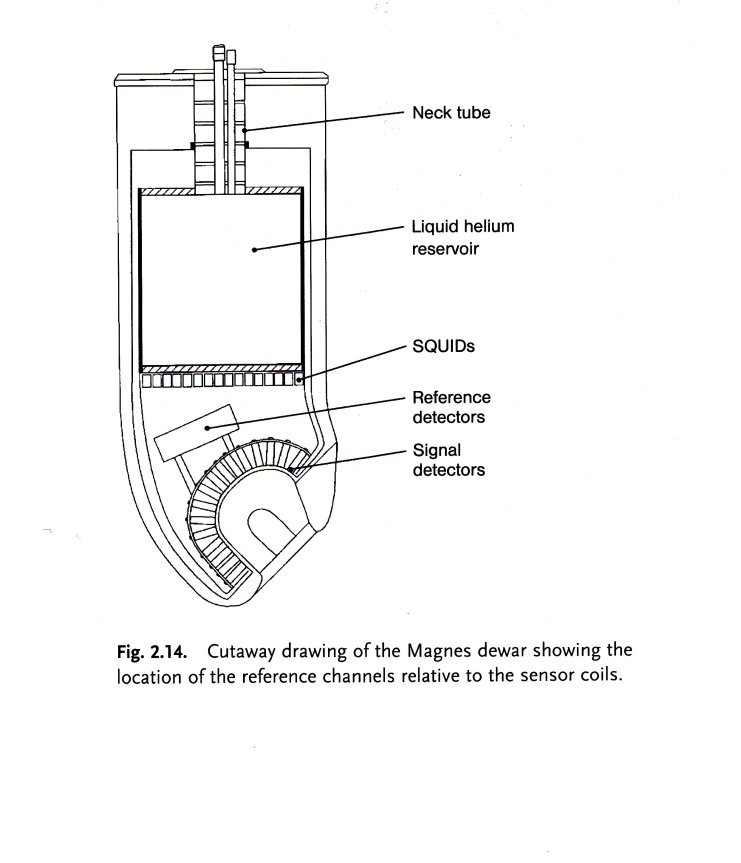 Neck tube
Liquid helium
reservoir
SQUIDs
Reference
detectors
Signal
detectors
Fig. 2.14. Cutaway drawing of the Magnes dewar showing the
location of the reference channels relative to the sensor coils.